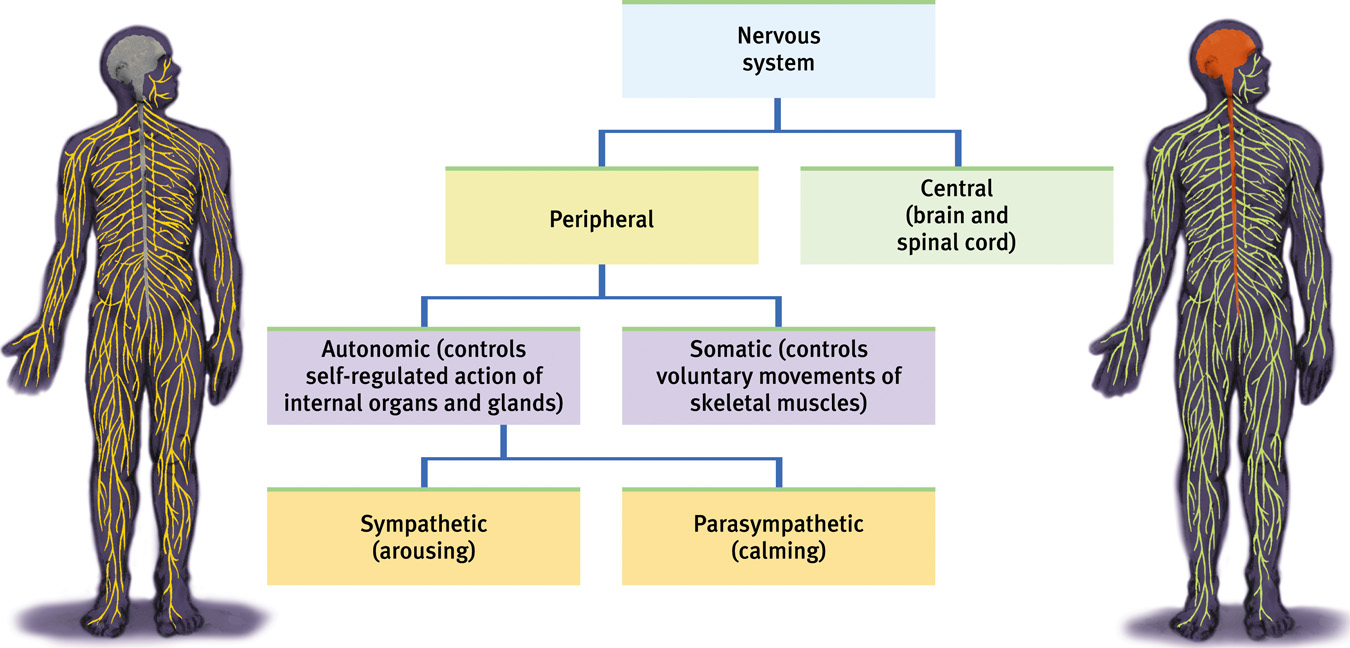 Nervous
system
Peripheral
Central
(brain and
spinal cord)
Autonomic (controls
self-regulated action of
internal organs and glands)
Somatic (controls
voluntary movements of
skeletal muscles)
Sympathetic
(arousing)
Parasympathetic
(calming)